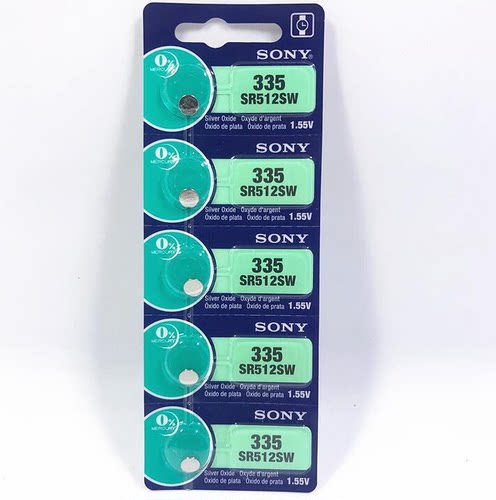 SONY®
0%
MERCURY
335
SR512SW
Silver Oxide Oxyde d'argent
Óxido de plata Óxido de prata 1.55V
SONY
0%
MERCURY
335
SR512SW
Silver Oxide Oxyde d'argent
Óxido de plata Óxido de prata 1.55V
SONY
0%
MERCURY
335
SR512SW
Silver Oxide Oxyde d'argent
Óxido de plata Óxido de prata 1.55V
SONY
0%
MERCURY
335
SR512SW
Silver Oxide Oxyde d'argent
Óxido de plata Óxido de prata 1.55V
SONY
0%
MERCURY
335
SR512SW
Silver Oxide Oxyde d'argent
Óxido de plata Óxido de prata 1.55V